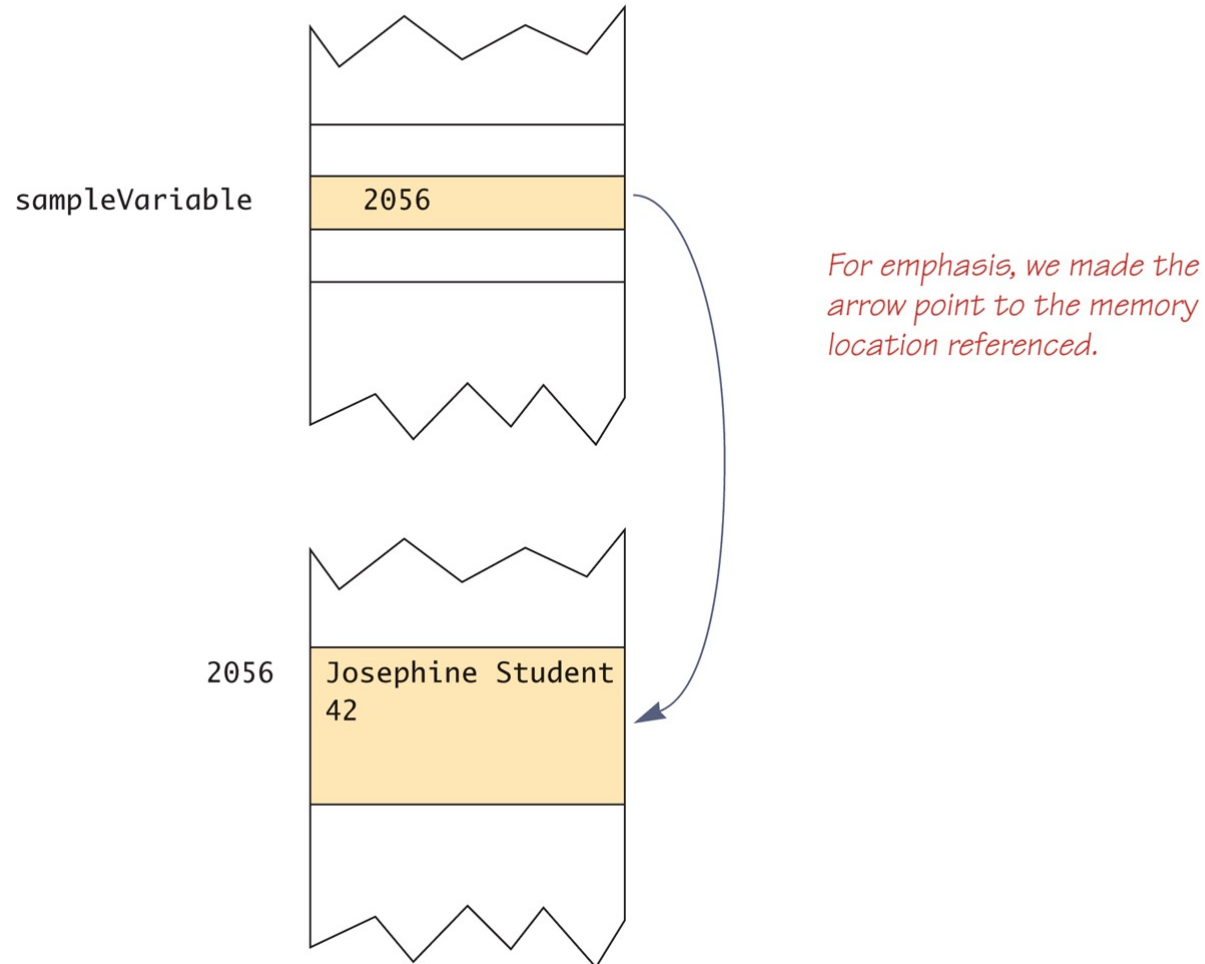 sampleVariable 2056
For emphasis, we made the
arrow point to the memory
location referenced.
2056 Josephine Student
42